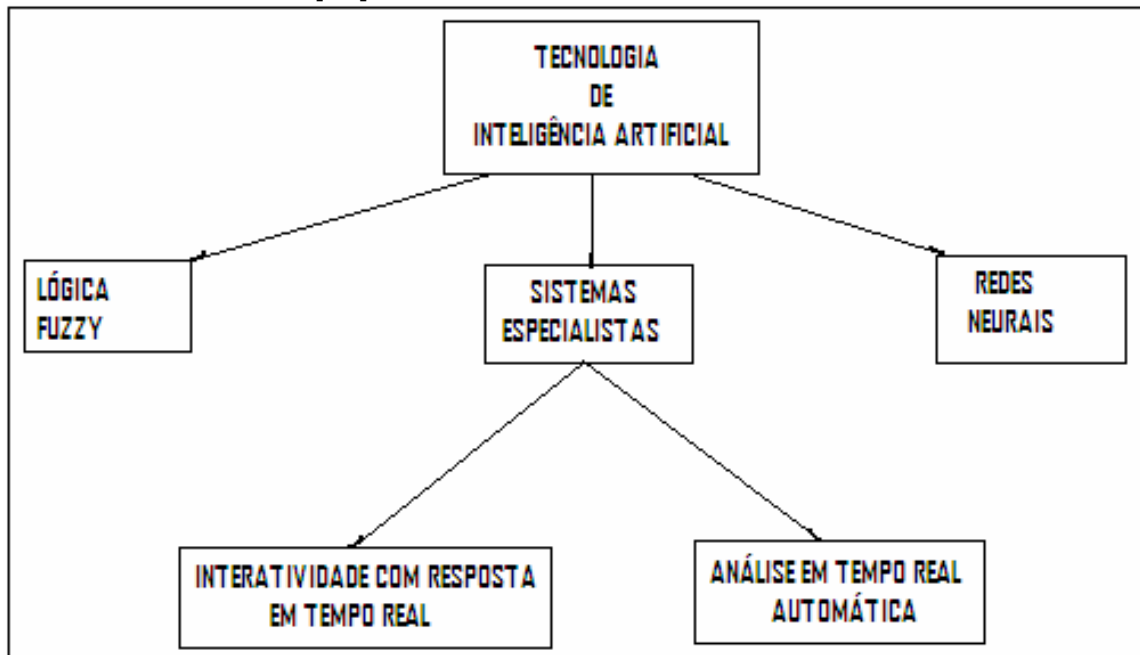 TECNOLOGIA
DE
INTELIGÊNCIA ARTIFICIAL
LÓGICA
FUZZY
SISTEMAS
ESPECIALISTAS
REDES
NEURAIS
INTERATIVIDADE COM RESPOSTA
EM TEMPO REAL
ANÁLISE EM TEMPO REAL
AUTOMÁTICA